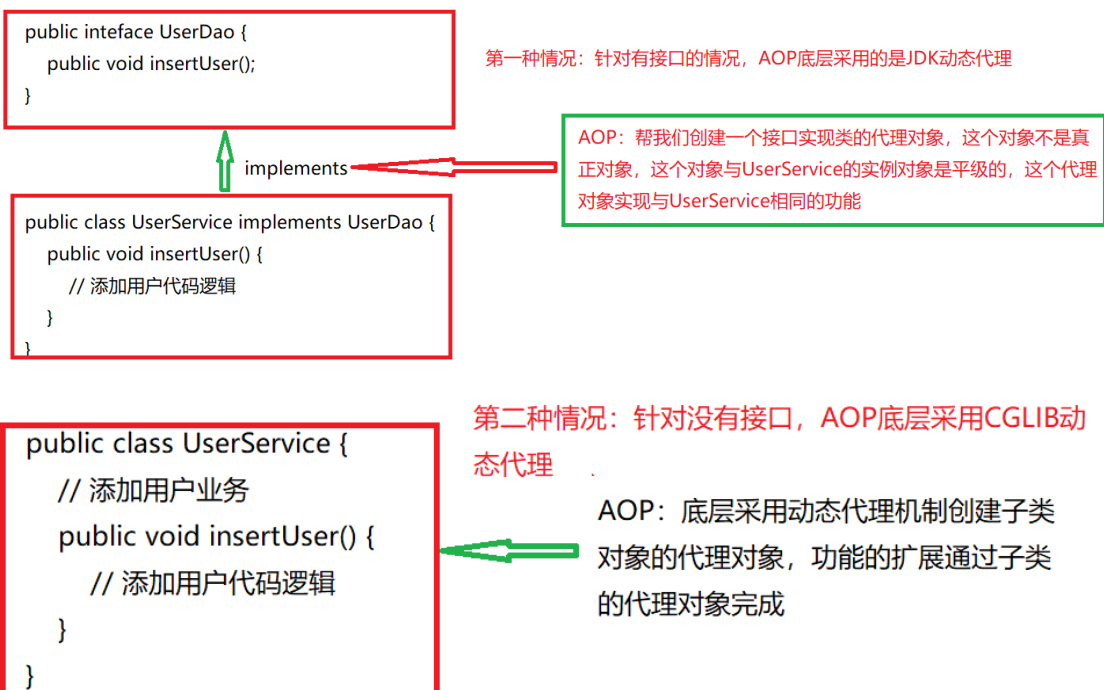 public inteface UserDao {
public void insertUser();
}
第一种情况：针对有接口的情况，AOP底层采用的是JDK动态代理
implements
AOP：帮我们创建一个接口实现类的代理对象，这个对象不是真
正对象，这个对象与UserService的实例对象是平级的，这个代理
对象实现与UserService相同的功能
public class UserService implements UserDao {
public void insertUser() {
// 添加用户代码逻辑
}
}
第二种情况：针对没有接口，AOP底层采用CGLIB动
态代理
.
public class UserService {
// 添加用户业务
public void insertUser() {
// 添加用户代码逻辑
}
}
AOP：底层采用动态代理机制创建子类
对象的代理对象，功能的扩展通过子类
的代理对象完成